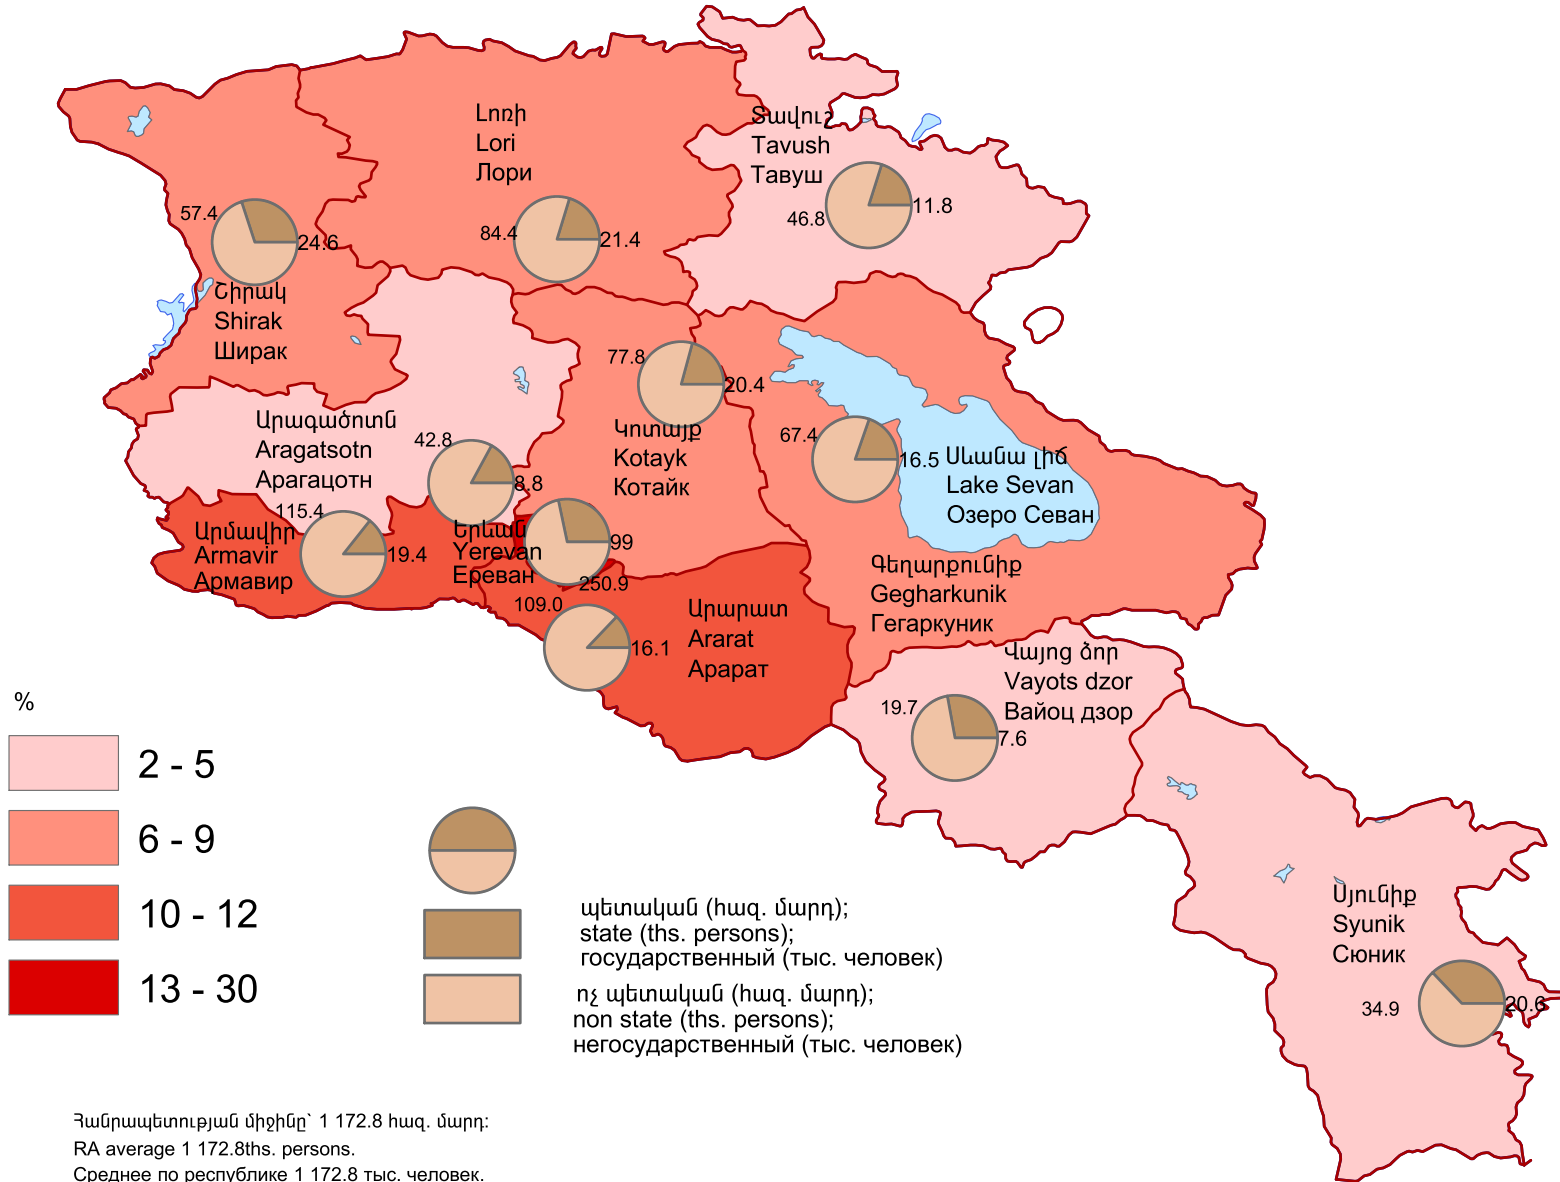 Լոռի
Lori
Лори
84.4
21.4
Տավուշ
Tavush
Тавуш
46.8
11.8
57.4
24.6
Շիրակ
Shirak
Ширак
77.8
20.4
Կոտայք
Kotayk
Котайк
Արագածոտն
Aragatsotn
Арагацотн
42.8
8.8
67.4
16.5
Սևանա լիճ
Lake Sevan
Озеро Севан
Գեղարքունիք
Gegharkunik
Гегаркуник
115.4
19.4
Արմավիր
Armavir
Армавир
Երևան
Yerevan
Ереван
99
250.9
109.0
16.1
Արարատ
Ararat
Арарат
Վայոց ձոր
Vayots dzor
Вайоц дзор
19.7
7.6
Սյունիք
Syunik
Сюник
34.9
20.6
%
2 - 5
6 - 9
10 - 12
13 - 30
պետական (հազ. մարդ);
state (ths. persons);
государственный (тыс. человек)
ոչ պետական (հազ. մարդ);
non state (ths. persons);
негосударственный (тыс. человек)
Հանրապետության միջինը՝ 1 172.8 հազ. մարդ:
RA average 1 172.8ths. persons.
Среднее по республике 1 172.8 тыс. человек.